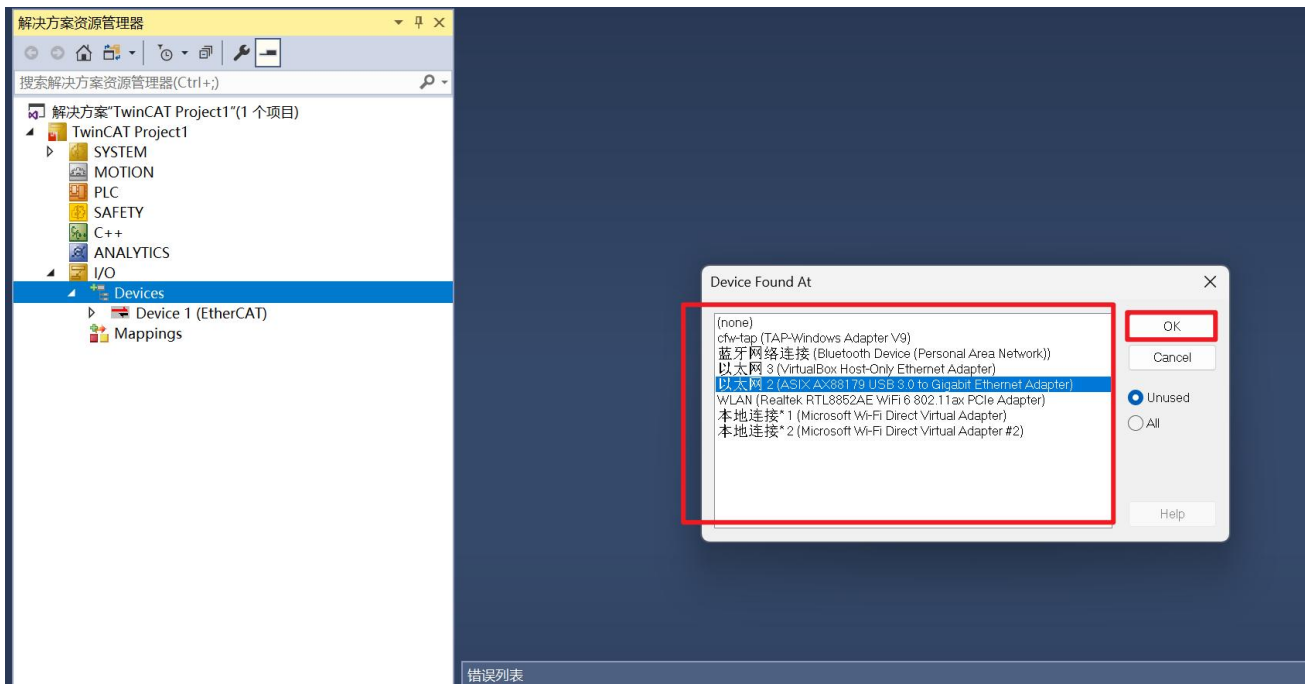 解决方案资源管理器
搜索解决方案资源管理器(Ctrl+;)
解决方案"TwinCAT Project1"(1 个项目)
TwinCAT Project1
SYSTEM
MOTION
PLC
SAFETY
C++
ANALYTICS
I/O
Devices
Device 1 (EtherCAT)
Mappings
Device Found At
(none)
cfw-tap (TAP-Windows Adapter V9)
蓝牙网络连接 (Bluetooth Device (Personal Area Network))
以太网 3 (VirtualBox Host-Only Ethernet Adapter)
以太网 2 (ASIX AX88179 USB 3.0 to Gigabit Ethernet Adapter)
WLAN (Realtek RTL8852AE WiFi 6 802.11ax PCIe Adapter)
本地连接* 1 (Microsoft Wi-Fi Direct Virtual Adapter)
本地连接* 2 (Microsoft Wi-Fi Direct Virtual Adapter #2)
OK
Cancel
Unused
All
Help
错误列表